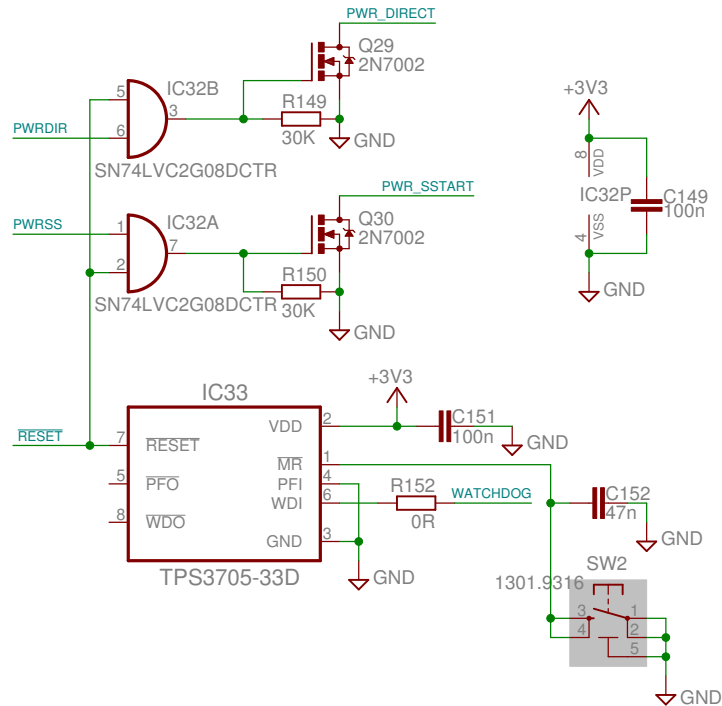 PWR_DIRECT
Q29
2N7002
IC32B
5
3
6
PWRDIR
R149
30K
GND
SN74LVC2G08DCTR
+3V3
8
VDD
IC32P
C149
100n
4
VSS
GND
PWR_SSTART
Q30
2N7002
IC32A
PWRSS
1
7
2
R150
30K
SN74LVC2G08DCTR
GND
IC33
+3V3
VDD
2
C151
100n
GND
RESET
7
RESET
MR
1
5
PFO
PFI
4
WDI
6
R152
0R
WATCHDOG
C152
47n
8
WDO
GND
3
GND
TPS3705-33D
GND
SW2
1301.9316
3
1
4
2
5
GND